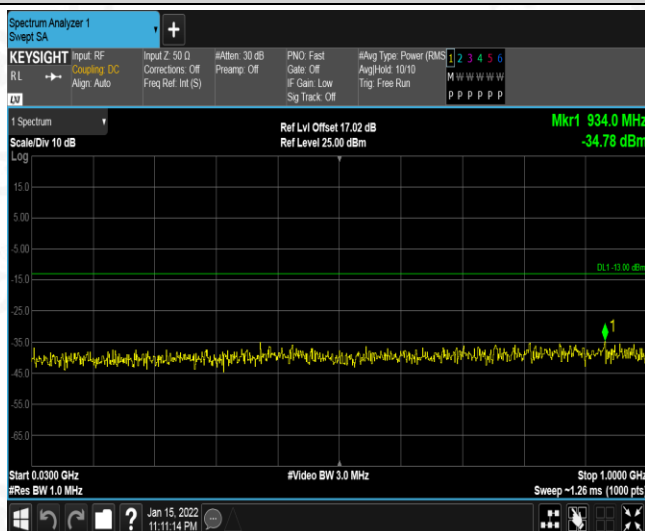 Spectrum Analyzer 1
Swept SA
+
KEYSIGHT Input: RF Input Z: 50 Ω #Atten: 30 dB PNO: Fast #Avg Type: Power (RMS 1 2 3 4 5 6
RL Coupling: DC Corrections: Off Preamp: Off Gate: Off Avg|Hold: 10/10 M W W W W W
Align: Auto Freq Ref: Int (S) IF Gain: Low Trig: Free Run
LXI Sig Track: Off P P P P P P
1 Spectrum Ref Lvl Offset 17.02 dB Mkr1 934.0 MHz
Scale/Div 10 dB Ref Level 25.00 dBm -34.78 dBm
Log
15.0
5.00
-5.00
DL1 -13.00 dBm
-15.0
-25.0
1
-35.0
-45.0
-55.0
-65.0
Start 0.0300 GHz #Video BW 3.0 MHz Stop 1.0000 GHz
#Res BW 1.0 MHz Sweep ~1.26 ms (1000 pts)
? Jan 15, 2022
11:11:14 PM